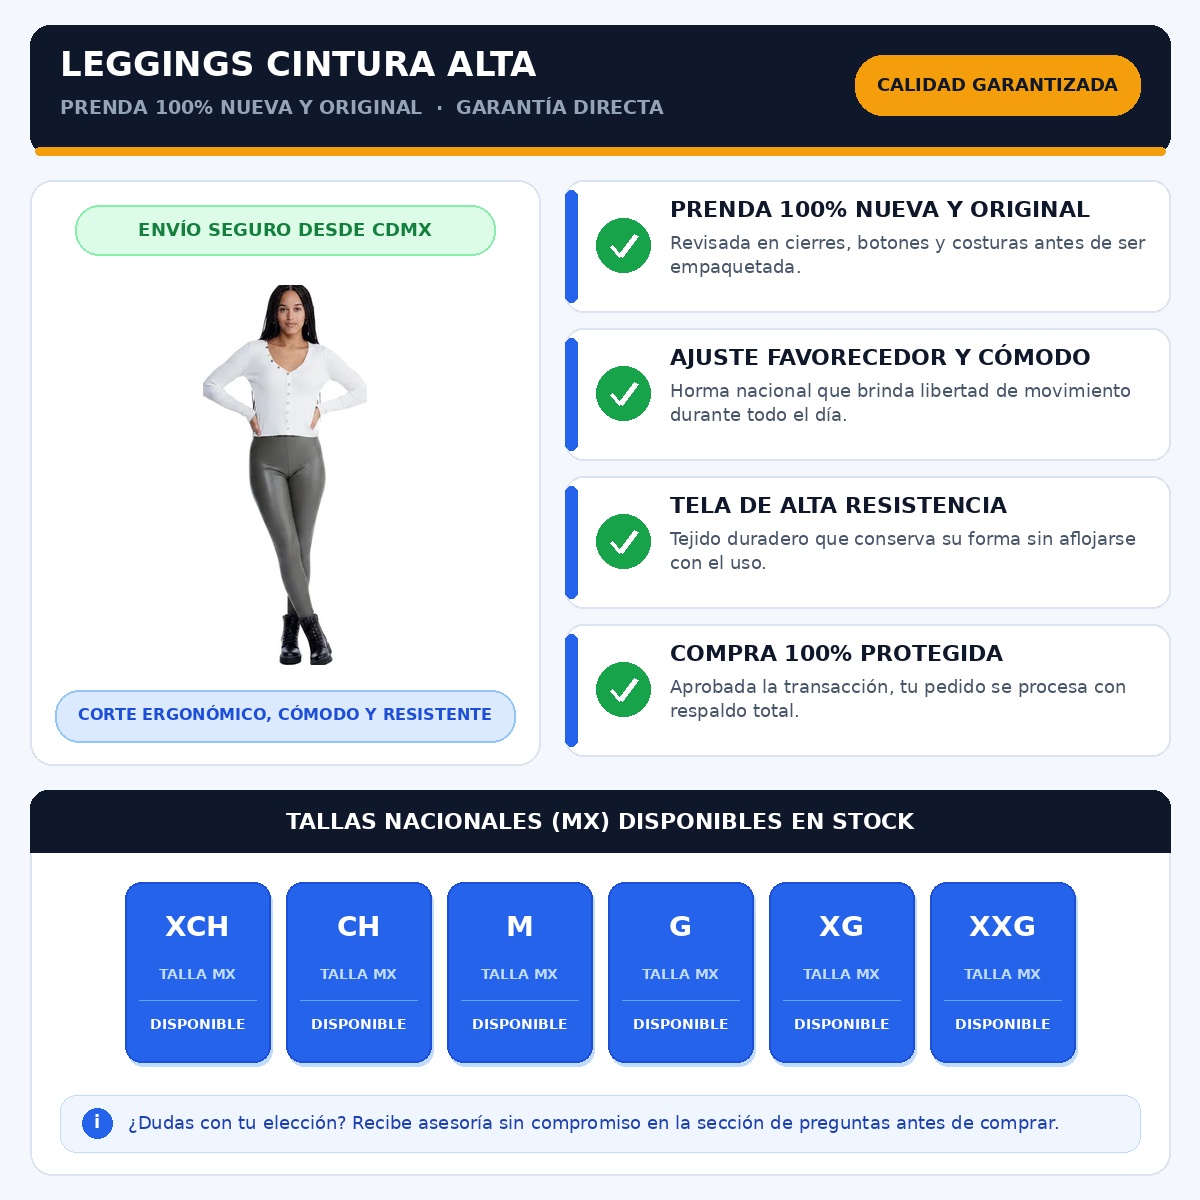 LEGGINGS CINTURA ALTA
PRENDA 100% NUEVA Y ORIGINAL · GARANTÍA DIRECTA
CALIDAD GARANTIZADA
ENVÍO SEGURO DESDE CDMX
CORTE ERGONÓMICO, CÓMODO Y RESISTENTE
PRENDA 100% NUEVA Y ORIGINAL
Revisada en cierres, botones y costuras antes de ser
empaquetada.
AJUSTE FAVORECEDOR Y CÓMODO
Horma nacional que brinda libertad de movimiento
durante todo el día.
TELA DE ALTA RESISTENCIA
Tejido duradero que conserva su forma sin aflojarse
con el uso.
COMPRA 100% PROTEGIDA
Aprobada la transacción, tu pedido se procesa con
respaldo total.
TALLAS NACIONALES (MX) DISPONIBLES EN STOCK
XCH
TALLA MX
DISPONIBLE
CH
TALLA MX
DISPONIBLE
M
TALLA MX
DISPONIBLE
G
TALLA MX
DISPONIBLE
XG
TALLA MX
DISPONIBLE
XXG
TALLA MX
DISPONIBLE
i ¿Dudas con tu elección? Recibe asesoría sin compromiso en la sección de preguntas antes de comprar.